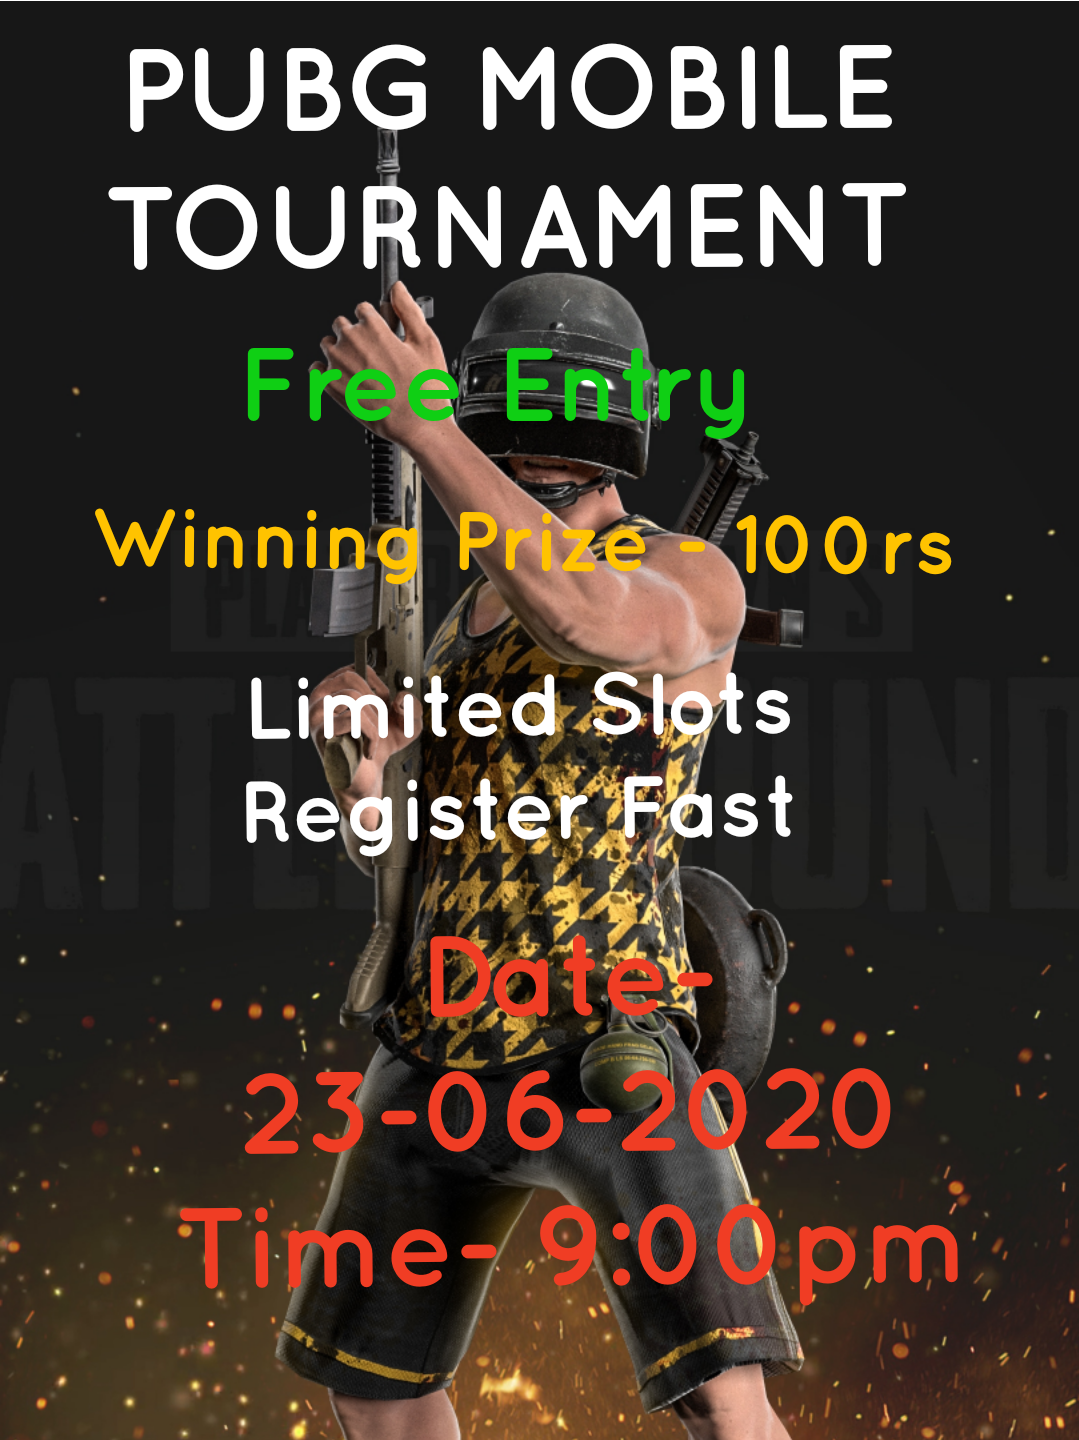 PUBG MOBILE
TOURNAMENT
Free Entry
Winning Prize - 100rs
Limited Slots
Register Fast
Date-
23-06-2020
Time- 9:00pm